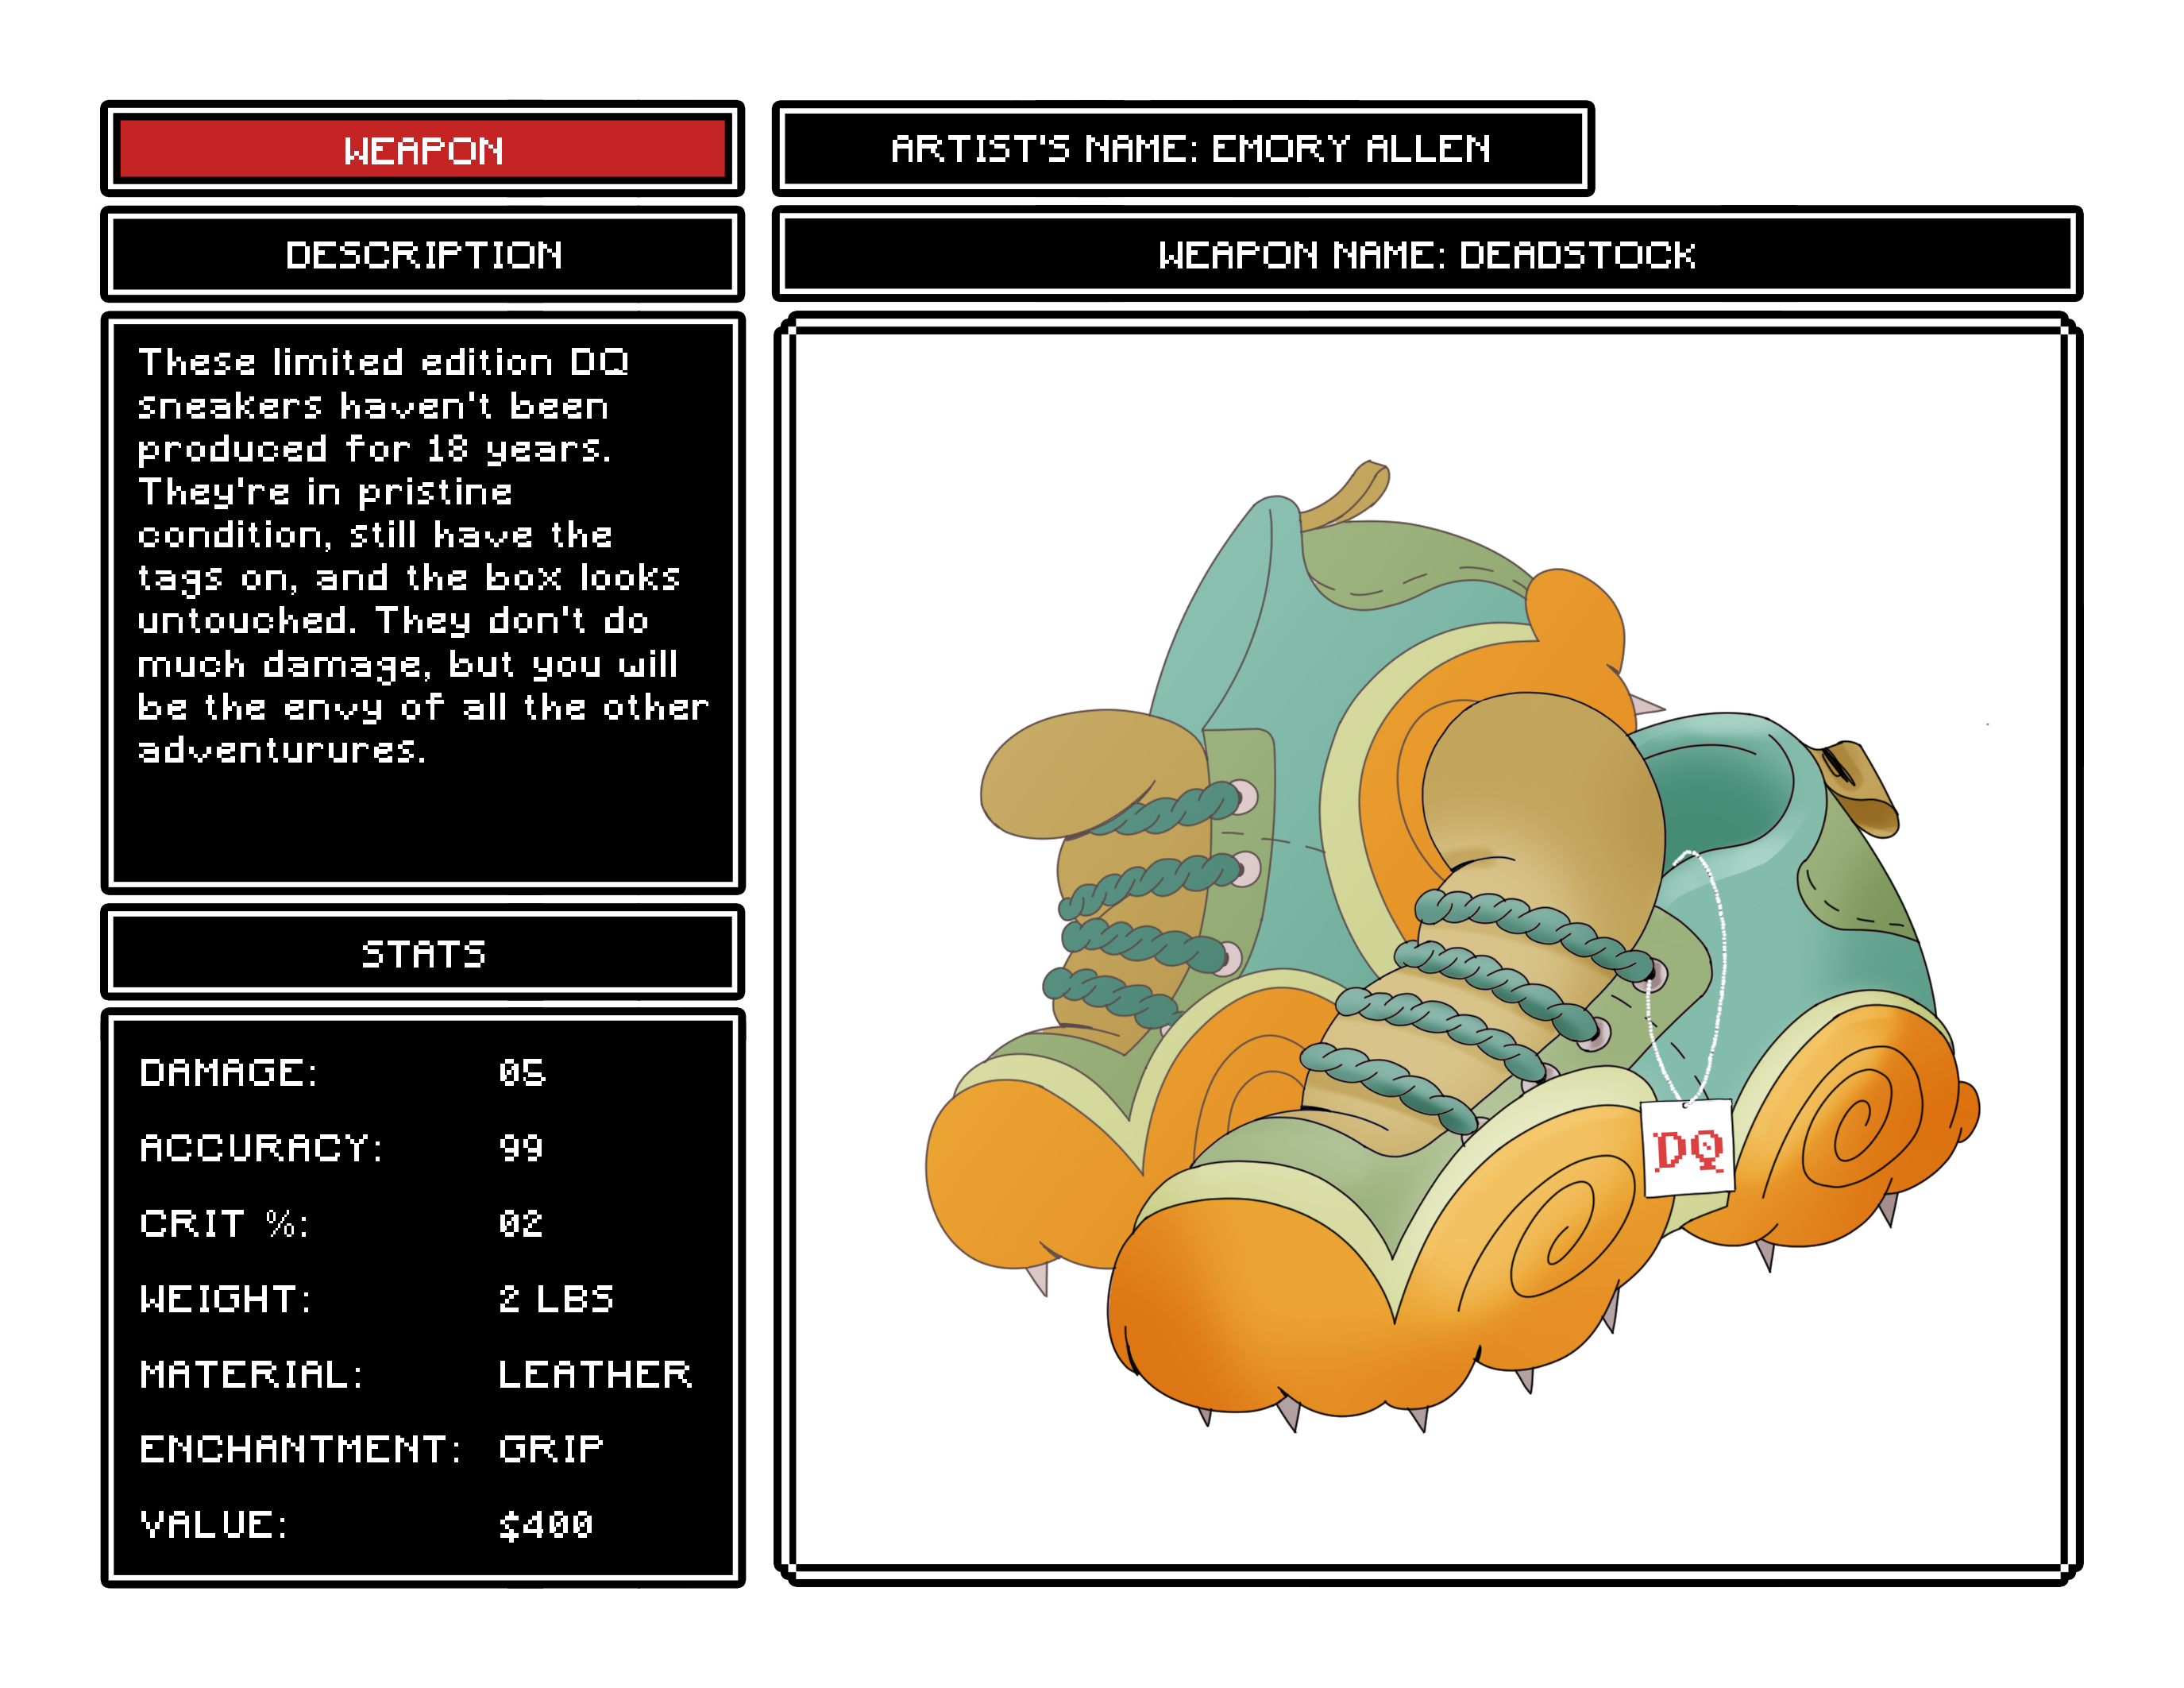 WEAPON
ARTIST'S NAME: EMORY ALLEN
DESCRIPTION
WEAPON NAME: DEADSTOCK
These limited edition DQ
sneakers haven't been
produced for 18 years.
They're in pristine
condition, still have the
tags on, and the box looks
untouched. They don't do
much damage, but you will
be the envy of all the other
adventurures.
STATS
DAMAGE: 05
ACCURACY: 99
CRIT %: 02
WEIGHT: 2 LBS
MATERIAL: LEATHER
ENCHANTMENT: GRIP
VALUE: $400
DQ